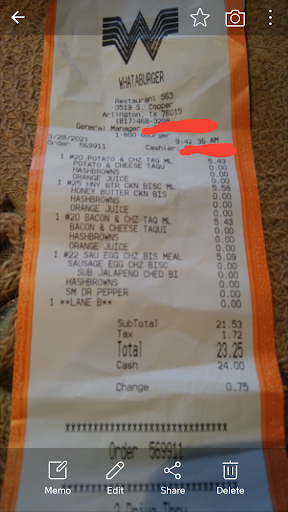 WHATABURGER
Restaurant 563
3519 S. Cooper
Arlington, TX 76015
(817)468-
General Manager:
1-800-
3/28/2021 9:42:36 AM
Order 569911 Cashier:
1 #20 POTATO & CHZ TAQ ML 5.43
POTATO & CHEESE TAQU 0.00
HASHBROWNS 0.00
ORANGE JUICE 0.00
1 #25 HNY BTR CKN BISC ML 5.58
HONEY BUTTER CKN BIS 0.00
HASHBROWNS 0.00
ORANGE JUICE 0.00
1 #20 BACON & CHZ TAQ ML 5.43
BACON & CHEESE TAQUI 0.00
HASHBROWNS 0.00
ORANGE JUICE 0.00
1 #22 SAU EGG CHZ BIS MEAL 5.09
SAUSAGE EGG CHZ BISC 0.00
SUB JALAPENO CHED BI 0.00
HASHBROWNS 0.00
SM DR PEPPER 0.00
1 **LANE B** 0.00
SubTotal 21.53
Tax 1.72
Total 23.25
Cash 24.00
Change 0.75
Order 569911
Drive Thru
Memo
Edit
Share
Delete